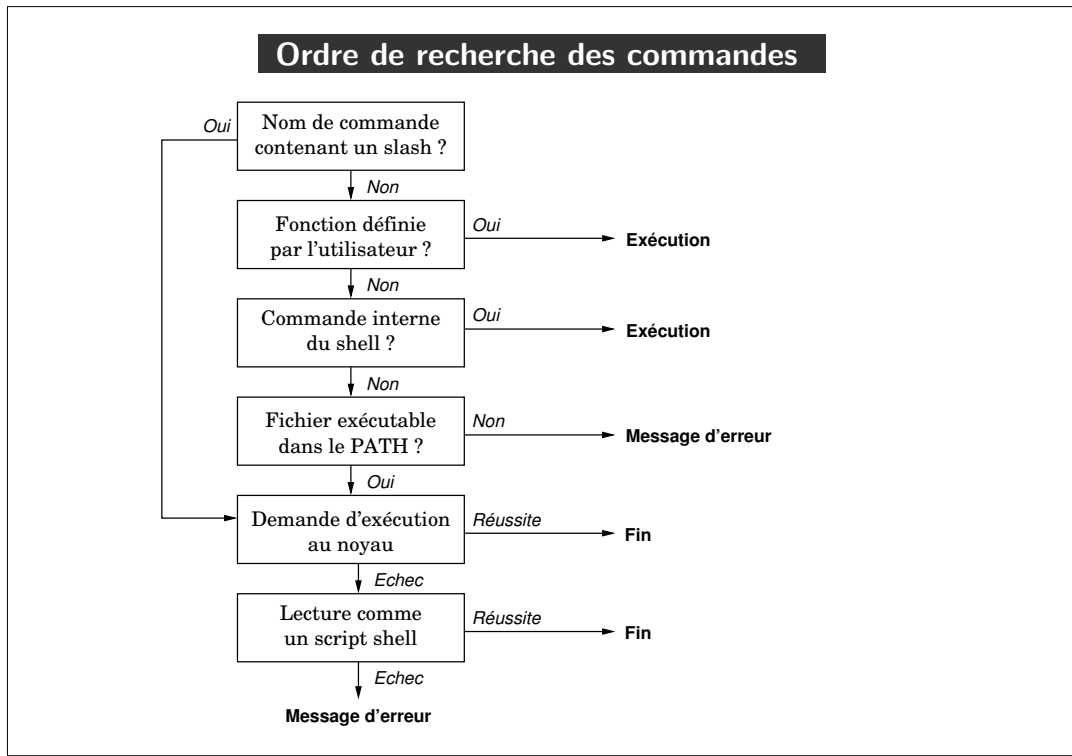 Ordre de recherche des commandes
Oui
Nom de commande
contenant un slash ?
Non
Fonction définie
par l'utilisateur ?
Oui
Exécution
Non
Commande interne
du shell ?
Oui
Exécution
Non
Fichier exécutable
dans le PATH ?
Non
Message d'erreur
Oui
Demande d'exécution
au noyau
Réussite
Fin
Echec
Lecture comme
un script shell
Réussite
Fin
Echec
Message d'erreur